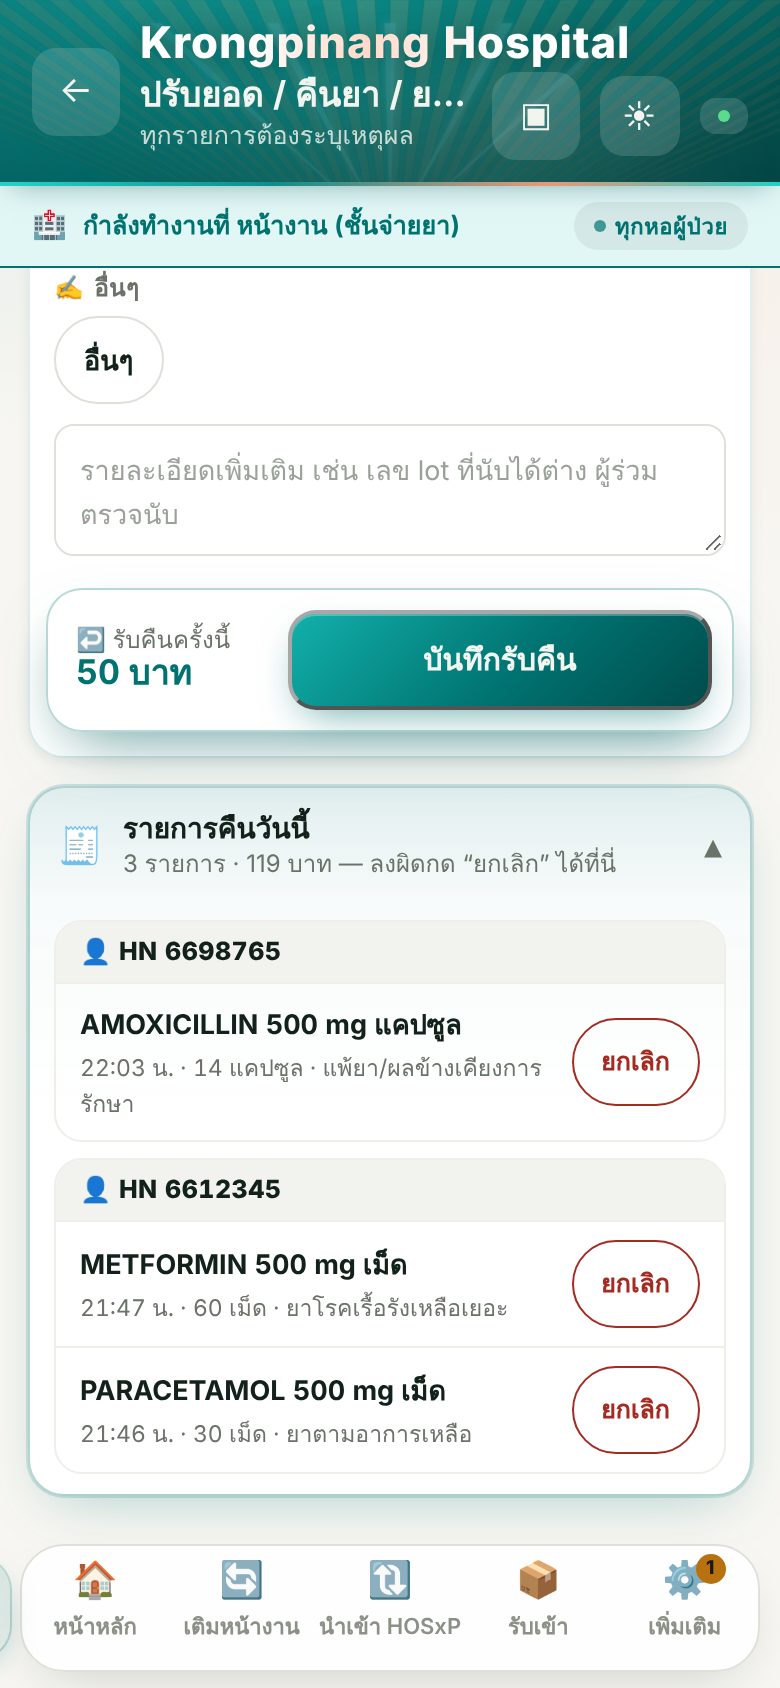 Krongpinang Hospital
ปรับยอด / คืนยา / ย...
ทุกรายการต้องระบุเหตุผล
กำลังทำงานที่ หน้างาน (ชั้นจ่ายยา)
ทุกหอผู้ป่วย
อื่นๆ
อื่นๆ
รายละเอียดเพิ่มเติม เช่น เลข lot ที่นับได้ต่าง ผู้ร่วม
ตรวจนับ
รับคืนครั้งนี้
50 บาท
บันทึกรับคืน
รายการคืนวันนี้
3 รายการ · 119 บาท — ลงผิดกด “ยกเลิก” ได้ที่นี่
HN 6698765
AMOXICILLIN 500 mg แคปซูล
22:03 น. · 14 แคปซูล · แพ้ยา/ผลข้างเคียงการ
รักษา
ยกเลิก
HN 6612345
METFORMIN 500 mg เม็ด
21:47 น. · 60 เม็ด · ยาโรคเรื้อรังเหลือเยอะ
ยกเลิก
PARACETAMOL 500 mg เม็ด
21:46 น. · 30 เม็ด · ยาตามอาการเหลือ
ยกเลิก
หน้าหลัก
เติมหน้างาน
นำเข้า HOSxP
รับเข้า
1
เพิ่มเติม